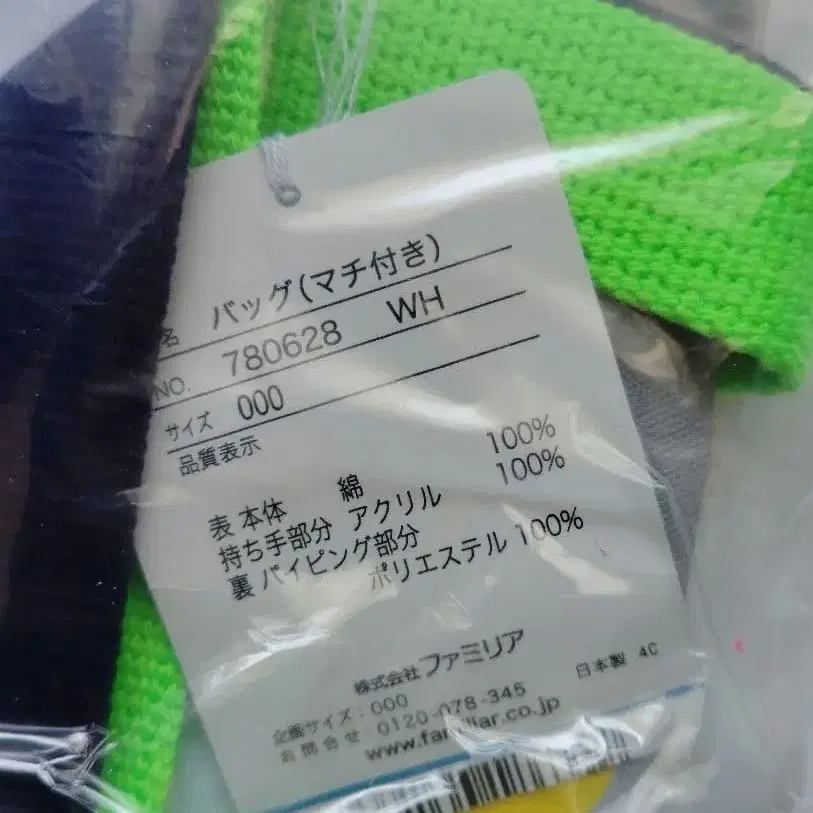 名 バッグ(マチ付き)
NO. 780628 WH
サイズ 000
品質表示
表 本体 綿 100%
持ち手部分 アクリル 100%
裏 パイピング部分
ポリエステル 100%
株式会社 ファミリア
企画サイズ：000 日本製 4C
お問合せ：0120-078-345
www.familiar.co.jp